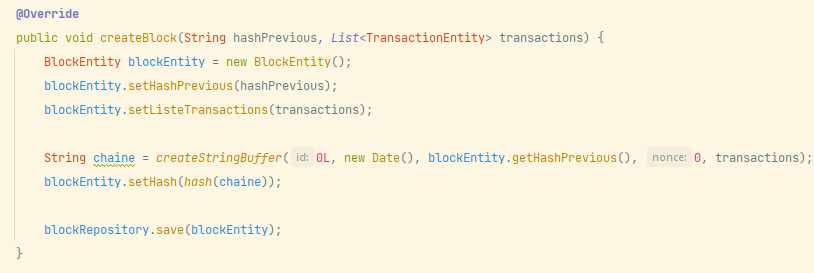 @Override
public void createBlock(String hashPrevious, List<TransactionEntity> transactions) {
BlockEntity blockEntity = new BlockEntity();
blockEntity.setHashPrevious(hashPrevious);
blockEntity.setListeTransactions(transactions);
String chaine = createStringBuffer( id: 0L, new Date(), blockEntity.getHashPrevious(), nonce: 0, transactions);
blockEntity.setHash(hash(chaine));
blockRepository.save(blockEntity);
}